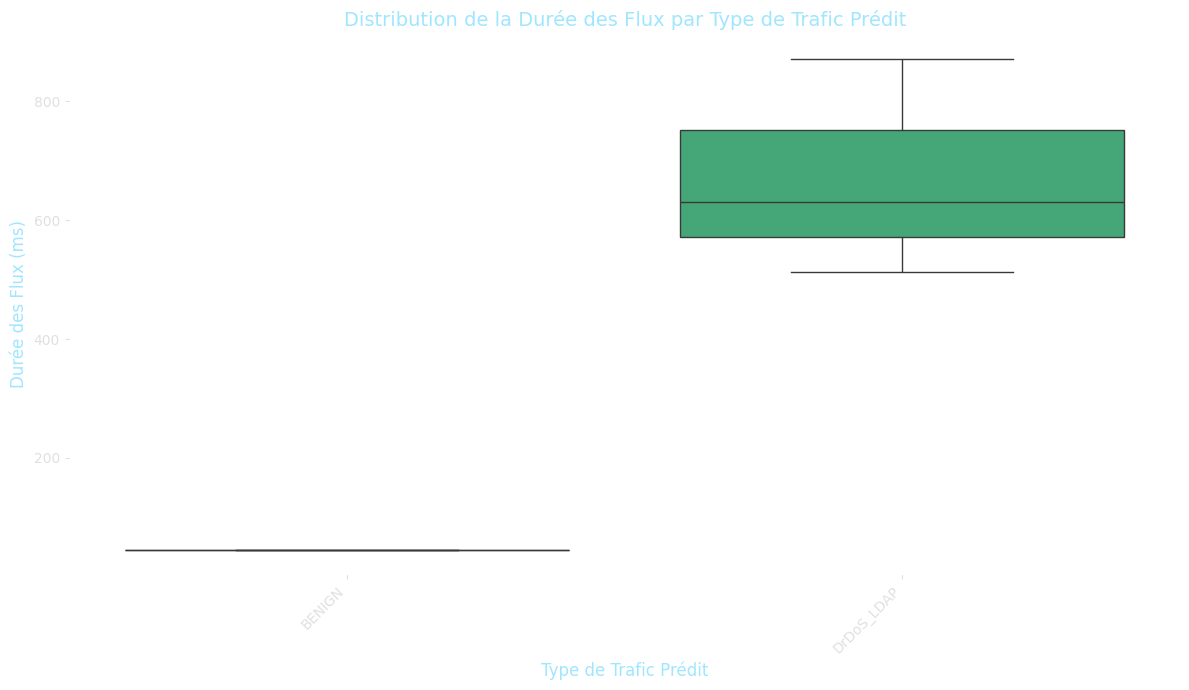 Distribution de la Durée des Flux par Type de Trafic Prédit
Durée des Flux (ms)
800
600
400
200
BENIGN
DrDoS_LDAP
Type de Trafic Prédit